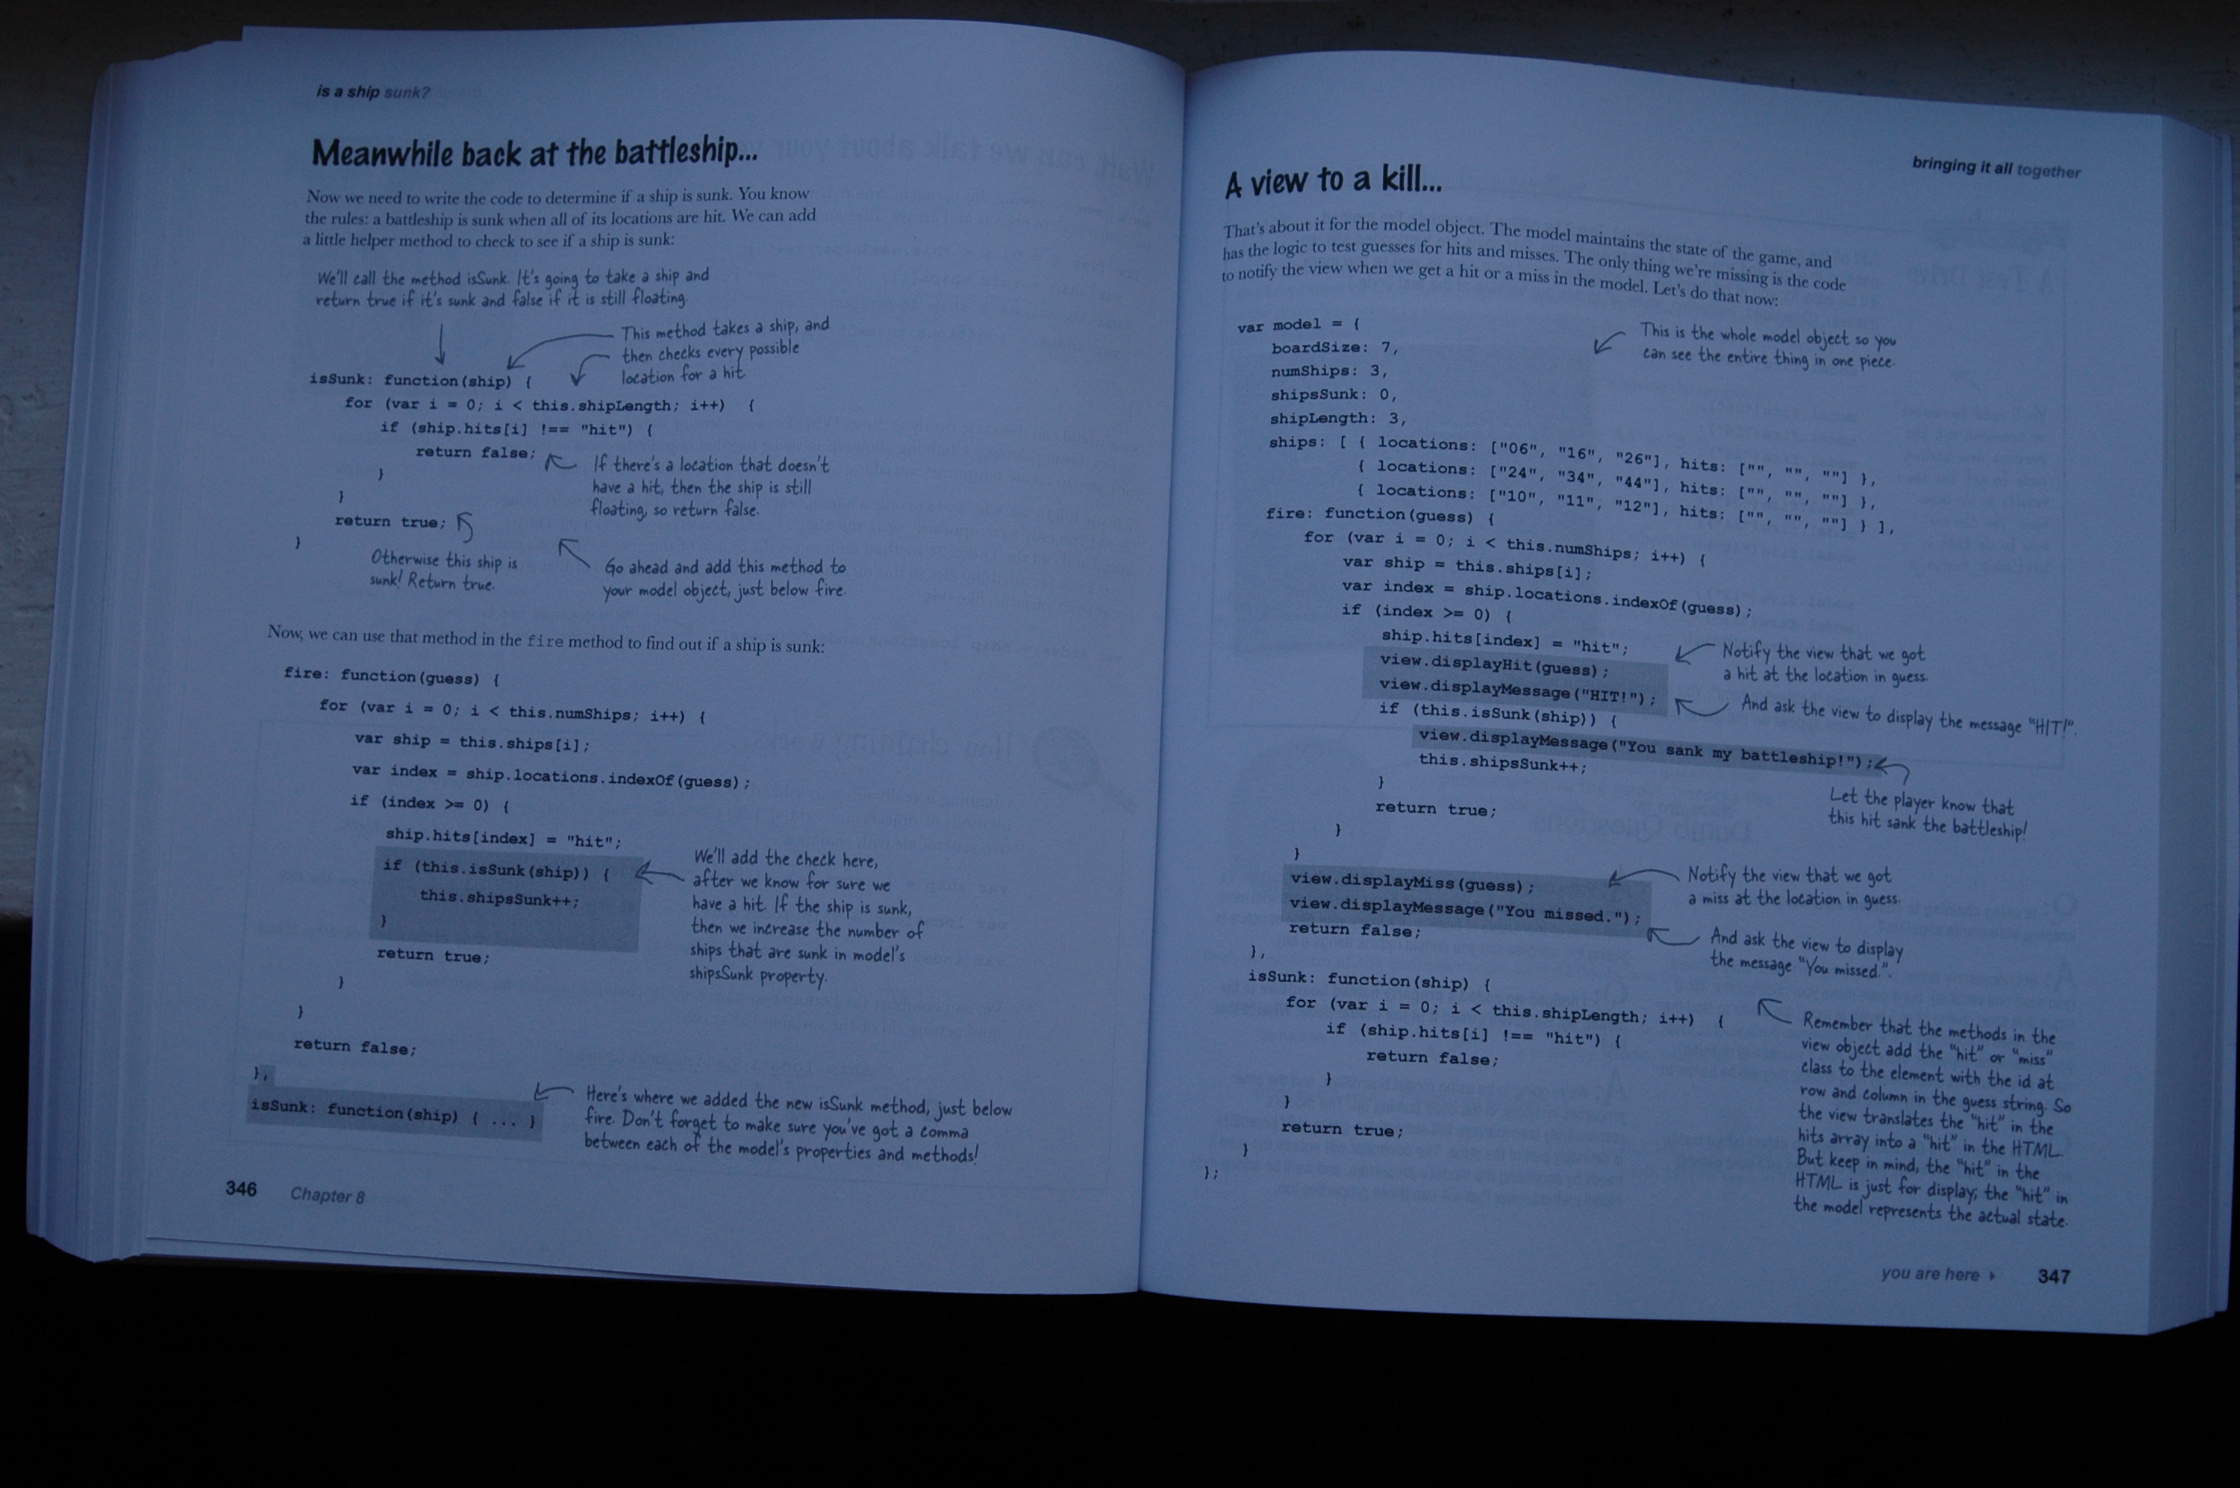 is a ship sunk?
Meanwhile back at the battleship...
Now we need to write the code to determine if a ship is sunk. You know
the rules: a battleship is sunk when all of its locations are hit. We can add
a little helper method to check to see if a ship is sunk:
We'll call the method isSunk. It's going to take a ship and
return true if it's sunk and false if it is still floating.
This method takes a ship, and
then checks every possible
location for a hit.
isSunk: function(ship) {
for (var i = 0; i < this.shipLength; i++) {
if (ship.hits[i] !== "hit") {
return false;
}
}
return true;
}
If there's a location that doesn't
have a hit, then the ship is still
floating, so return false.
Otherwise this ship is
sunk! Return true.
Go ahead and add this method to
your model object, just below fire.
Now, we can use that method in the fire method to find out if a ship is sunk:
fire: function(guess) {
for (var i = 0; i < this.numShips; i++) {
var ship = this.ships[i];
var index = ship.locations.indexOf(guess);
if (index >= 0) {
ship.hits[index] = "hit";
if (this.isSunk(ship)) {
this.shipsSunk++;
}
return true;
}
}
return false;
},
isSunk: function(ship) { ... }
We'll add the check here,
after we know for sure we
have a hit. If the ship is sunk,
then we increase the number of
ships that are sunk in model's
shipsSunk property.
Here's where we added the new isSunk method, just below
fire. Don't forget to make sure you've got a comma
between each of the model's properties and methods!
346 Chapter 8
bringing it all together
A view to a kill...
That's about it for the model object. The model maintains the state of the game, and
has the logic to test guesses for hits and misses. The only thing we're missing is the code
to notify the view when we get a hit or a miss in the model. Let's do that now:
var model = {
boardSize: 7,
numShips: 3,
shipsSunk: 0,
shipLength: 3,
ships: [ { locations: ["06", "16", "26"], hits: ["", "", ""] },
{ locations: ["24", "34", "44"], hits: ["", "", ""] },
{ locations: ["10", "11", "12"], hits: ["", "", ""] } ],
fire: function(guess) {
for (var i = 0; i < this.numShips; i++) {
var ship = this.ships[i];
var index = ship.locations.indexOf(guess);
if (index >= 0) {
ship.hits[index] = "hit";
view.displayHit(guess);
view.displayMessage("HIT!");
if (this.isSunk(ship)) {
view.displayMessage("You sank my battleship!");
this.shipsSunk++;
}
return true;
}
}
view.displayMiss(guess);
view.displayMessage("You missed.");
return false;
},
isSunk: function(ship) {
for (var i = 0; i < this.shipLength; i++) {
if (ship.hits[i] !== "hit") {
return false;
}
}
return true;
}
};
This is the whole model object so you
can see the entire thing in one piece.
Notify the view that we got
a hit at the location in guess.
And ask the view to display the message "HIT!".
Let the player know that
this hit sank the battleship!
Notify the view that we got
a miss at the location in guess.
And ask the view to display
the message "You missed.".
Remember that the methods in the
view object add the "hit" or "miss"
class to the element with the id at
row and column in the guess string. So
the view translates the "hit" in the
hits array into a "hit" in the HTML.
But keep in mind, the "hit" in the
HTML is just for display; the "hit" in
the model represents the actual state.
you are here 347